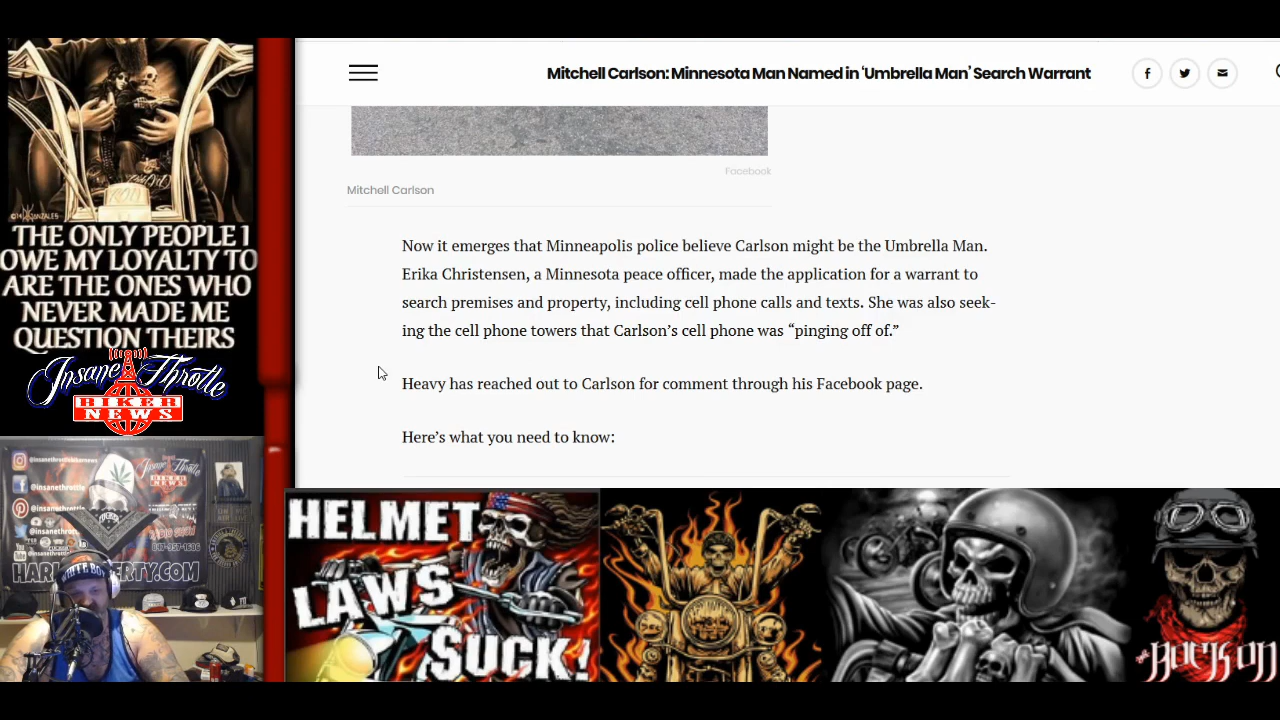 Mitchell Carlson: Minnesota Man Named in ‘Umbrella Man’ Search Warrant
Facebook
Mitchell Carlson
Now it emerges that Minneapolis police believe Carlson might be the Umbrella Man.
Erika Christensen, a Minnesota peace officer, made the application for a warrant to
search premises and property, including cell phone calls and texts. She was also seek-
ing the cell phone towers that Carlson’s cell phone was “pinging off of.”
Heavy has reached out to Carlson for comment through his Facebook page.
Here’s what you need to know:
THE ONLY PEOPLE I
OWE MY LOYALTY TO
ARE THE ONES WHO
NEVER MADE ME
QUESTION THEIRS
Insane Throttle
BIKER
NEWS
@insanethrottlebikernews
@insanethrottle
@insanethrottle
WHITE BOY
HELMET
LAWS
SUCK!